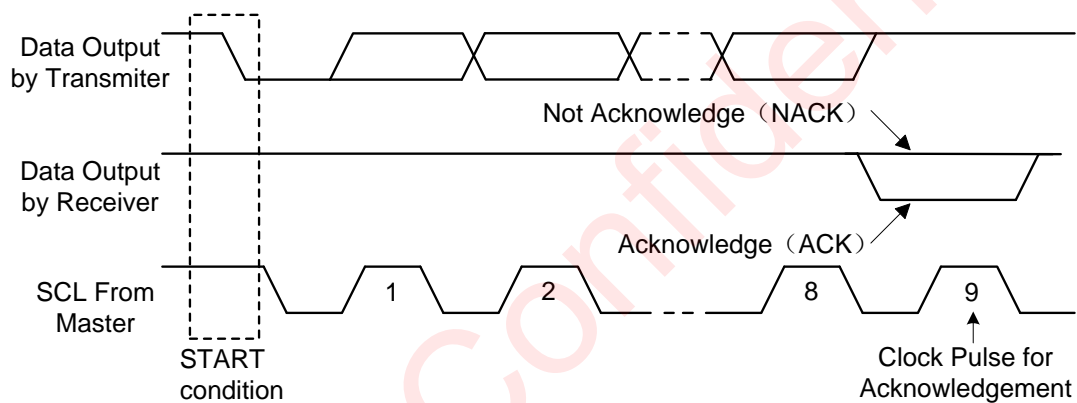 Data Output
by Transmiter
Not Acknowledge（NACK）
Data Output
by Receiver
Acknowledge（ACK）
SCL From
Master
1
2
8
9
START
condition
Clock Pulse for
Acknowledgement
Confiden